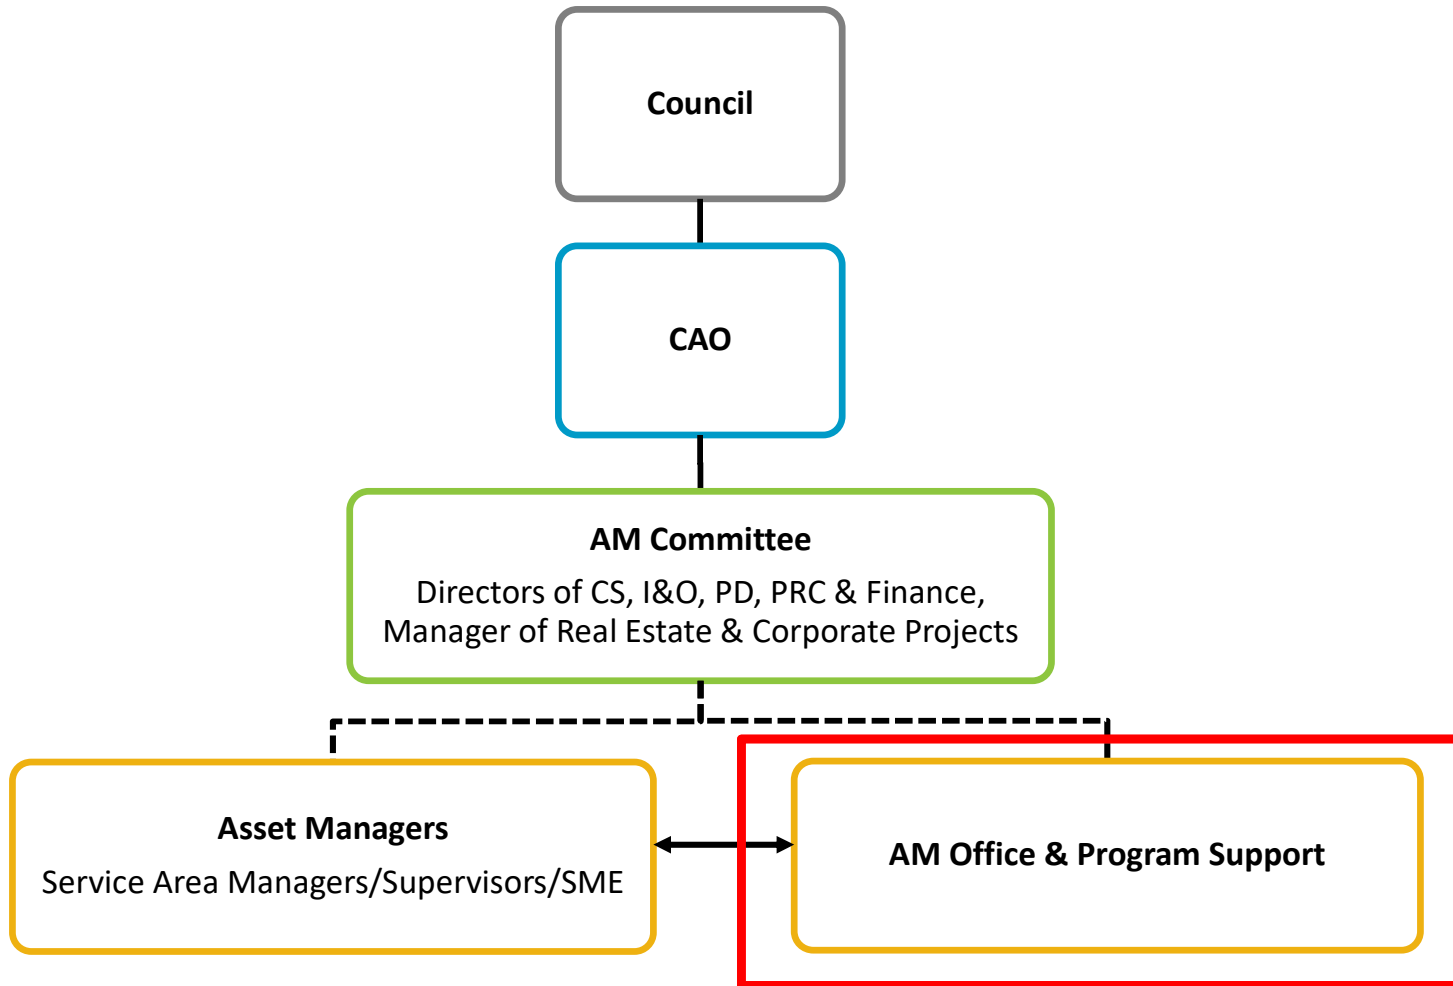 Council
CAO
AM Committee
Directors of CS, I&O, PD, PRC & Finance,
Manager of Real Estate & Corporate Projects
Asset Managers
Service Area Managers/Supervisors/SME
AM Office & Program Support